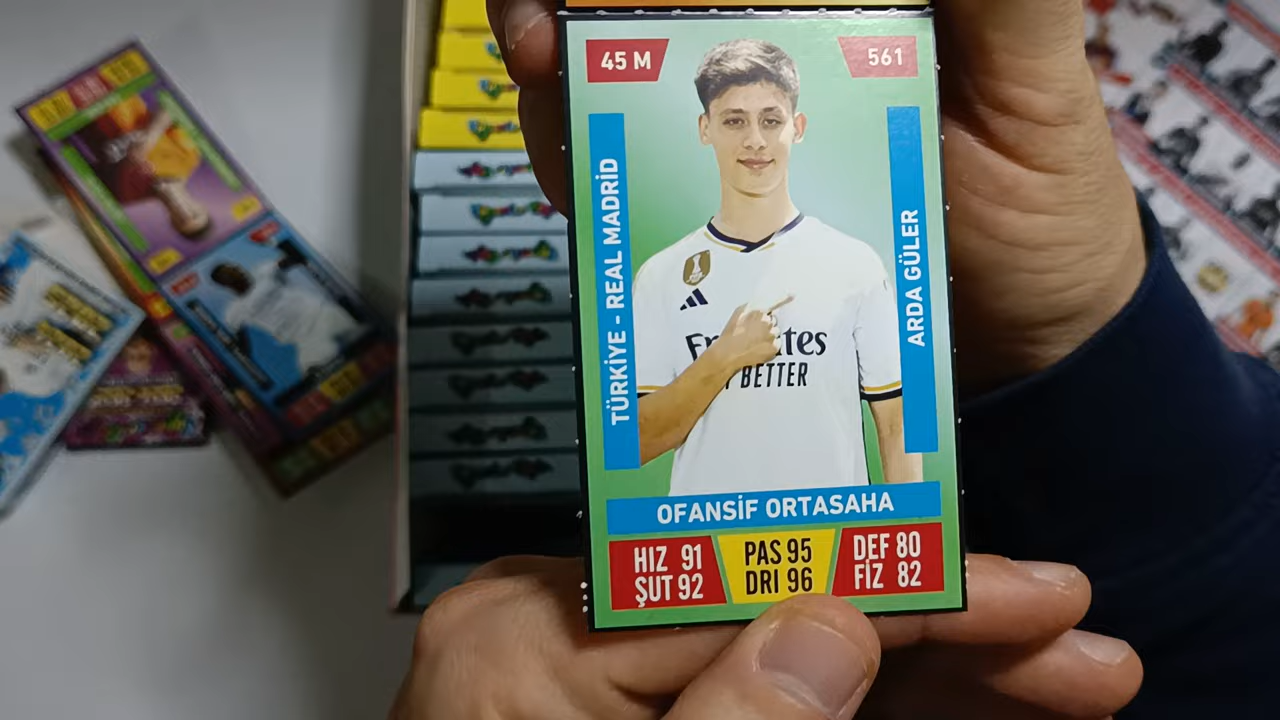 45 M
561
TÜRKİYE - REAL MADRİD
ARDA GÜLER
BETTER
OFANSİF ORTASAHA
HIZ 91
ŞUT 92
PAS 95
DRI 96
DEF 80
FİZ 82